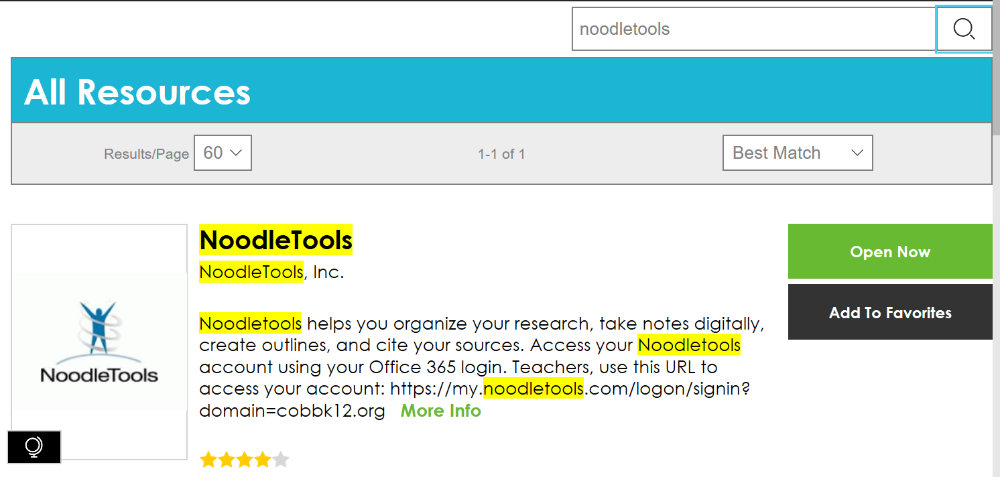 noodletools
All Resources
Results/Page 60 1-1 of 1 Best Match
NoodleTools
NoodleTools, Inc.
Noodletools helps you organize your research, take notes digitally,
create outlines, and cite your sources. Access your Noodletools
account using your Office 365 login. Teachers, use this URL to
access your account: https://my.noodletools.com/logon/signin?
domain=cobbk12.org More Info
Open Now
Add To Favorites
NoodleTools